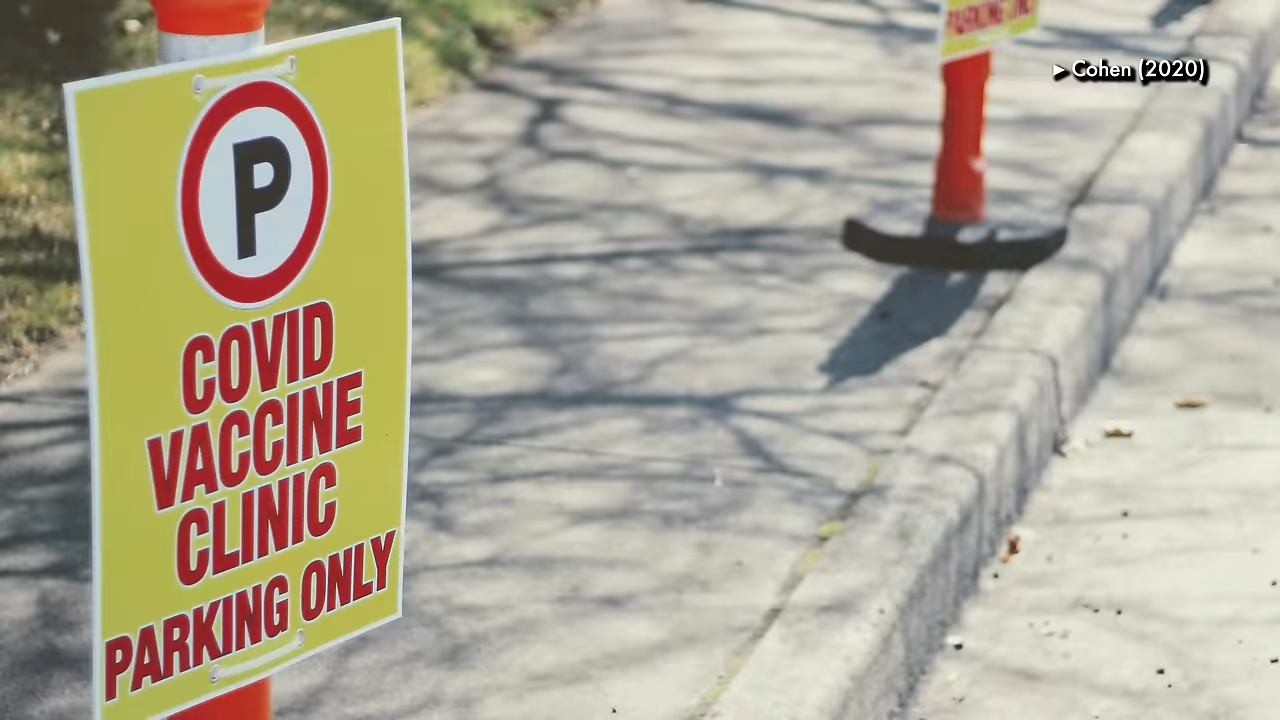 P
COVID
VACCINE
CLINIC
PARKING ONLY
PARKING ONLY
▸ Cohen (2020)